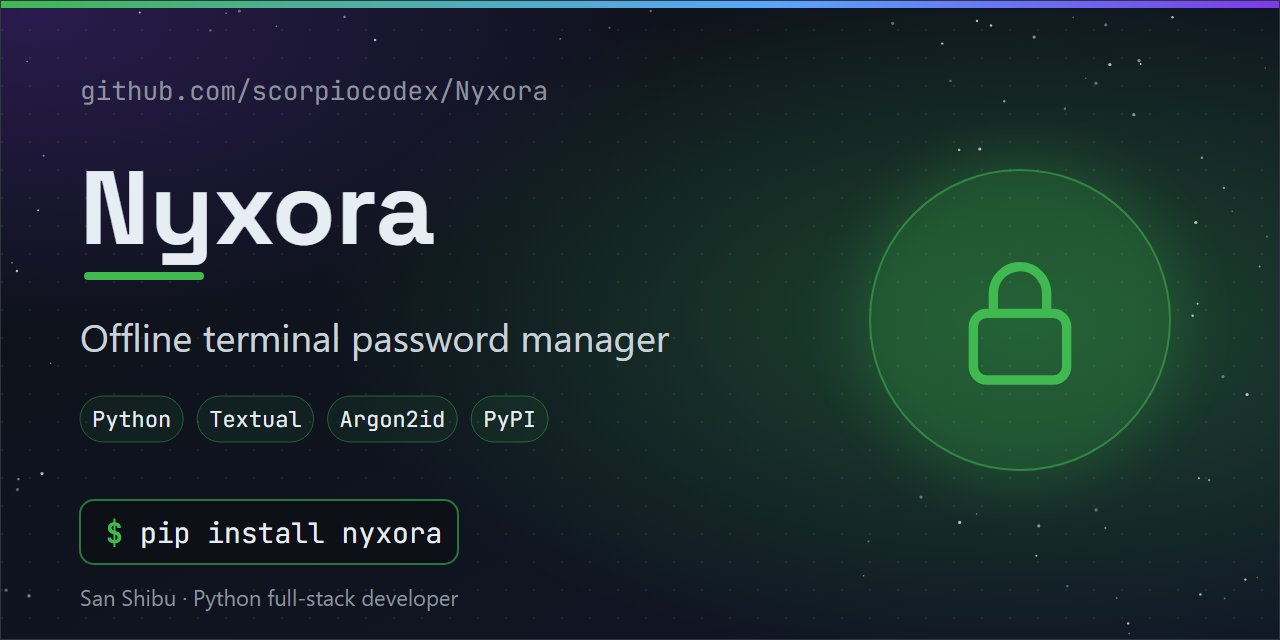 github.com/scorpiocodex/Nyxora
Nyxora
Offline terminal password manager
Python Textual Argon2id PyPI
$ pip install nyxora
San Shibu · Python full-stack developer